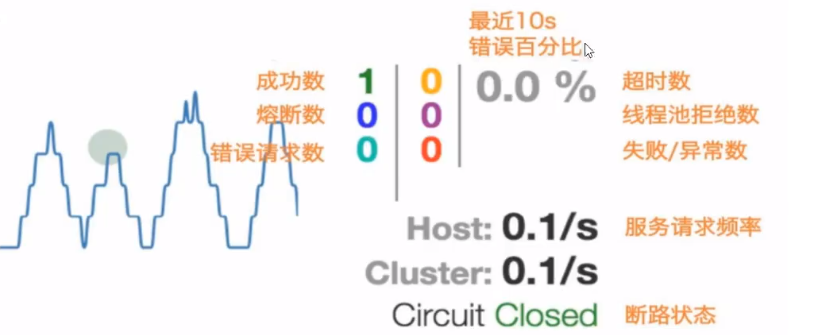 最近10s
错误百分比
成功数 1 0 0.0 % 超时数
熔断数 0 0 线程池拒绝数
错误请求数 0 0 失败/异常数
Host: 0.1/s 服务请求频率
Cluster: 0.1/s
Circuit Closed 断路状态